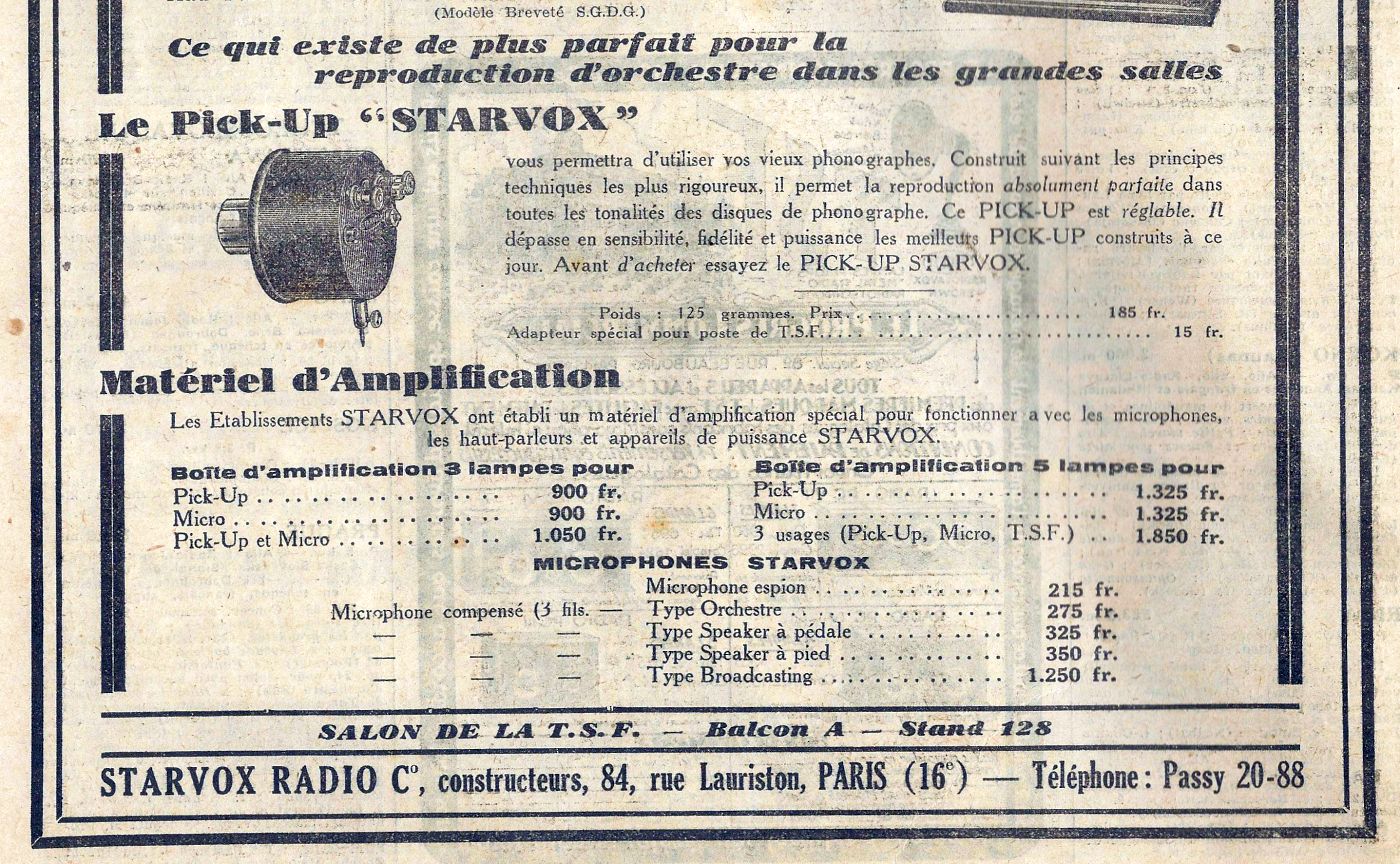 (Modèle Breveté S.G.D.G.)
Ce qui existe de plus parfait pour la
reproduction d'orchestre dans les grandes salles
Le Pick-Up “STARVOX”
vous permettra d'utiliser vos vieux phonographes. Construit suivant les principes
techniques les plus rigoureux, il permet la reproduction absolument parfaite dans
toutes les tonalités des disques de phonographe. Ce PICK-UP est réglable. Il
dépasse en sensibilité, fidélité et puissance les meilleurs PICK-UP construits à ce
jour. Avant d'acheter essayez le PICK-UP STARVOX.
Poids : 125 grammes. Prix........................ 185 fr.
Adapteur spécial pour poste de T.S.F........................ 15 fr.
Matériel d'Amplification
Les Etablissements STARVOX ont établi un matériel d'amplification spécial pour fonctionner avec les microphones,
les haut-parleurs et appareils de puissance STARVOX.
Boîte d'amplification 3 lampes pour
Pick-Up .................. 900 fr.
Micro .................. 900 fr.
Pick-Up et Micro ............ 1.050 fr.
Boîte d'amplification 5 lampes pour
Pick-Up .................. 1.325 fr.
Micro .................. 1.325 fr.
3 usages (Pick-Up, Micro, T.S.F.) .. 1.850 fr.
MICROPHONES STARVOX
Microphone espion .............. 215 fr.
Microphone compensé (3 fils. — Type Orchestre .............. 275 fr.
— — — Type Speaker à pédale .......... 325 fr.
— — — Type Speaker à pied ............ 350 fr.
— — — Type Broadcasting .............. 1.250 fr.
SALON DE LA T.S.F. — Balcon A — Stand 128
STARVOX RADIO C°, constructeurs, 84, rue Lauriston, PARIS (16e) — Téléphone : Passy 20-88